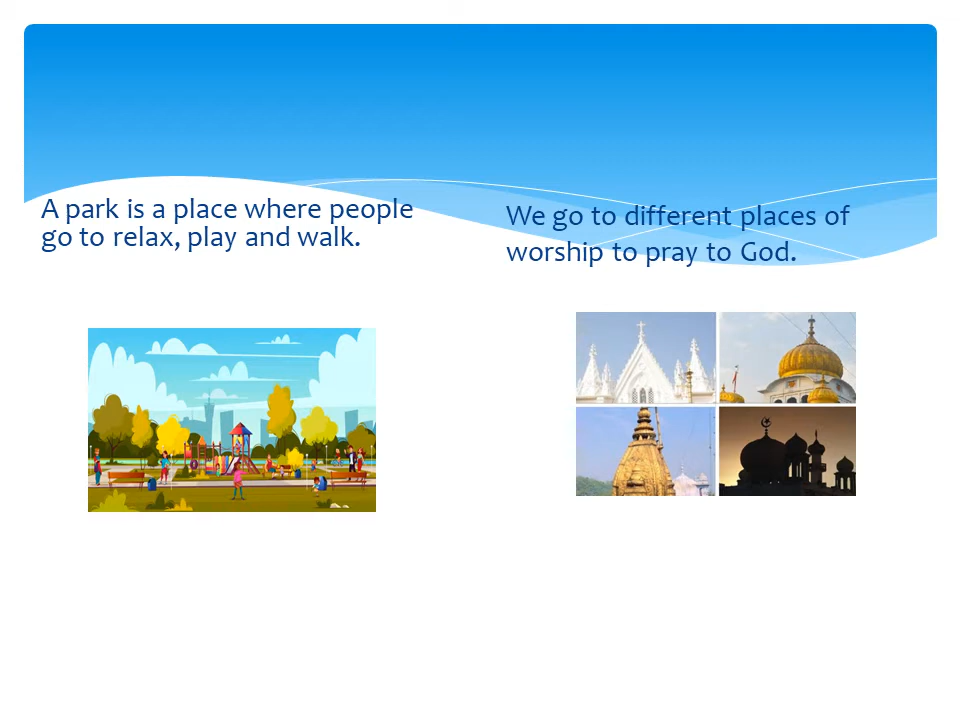 A park is a place where people
go to relax, play and walk.
We go to different places of
worship to pray to God.